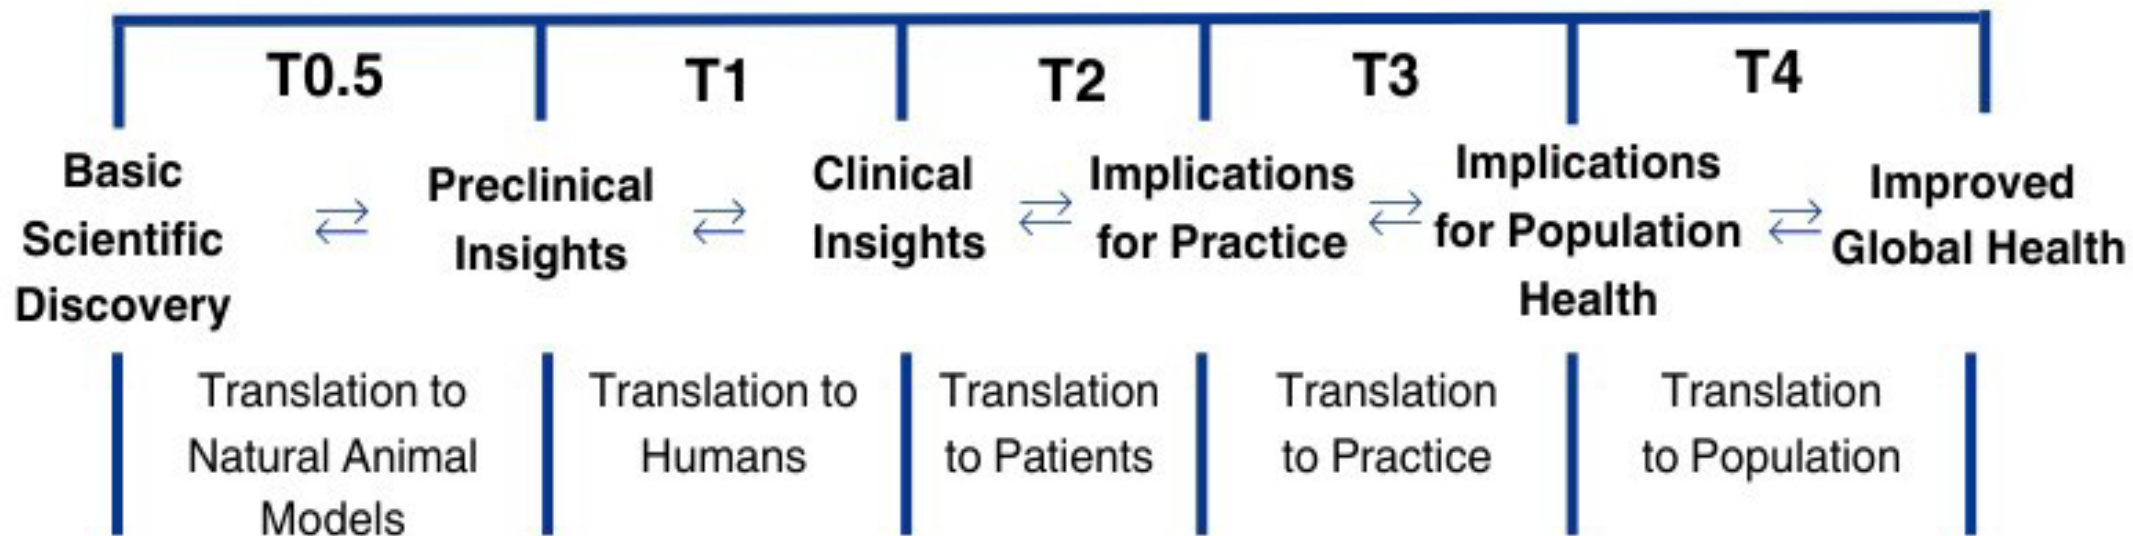 T0.5
T1
T2
T3
T4
Basic
Scientific
Discovery
Preclinical
Insights
Clinical
Insights
Implications
for Practice
Implications
for Population
Health
Improved
Global Health
Translation to
Natural Animal
Models
Translation to
Humans
Translation
to Patients
Translation
to Practice
Translation
to Population